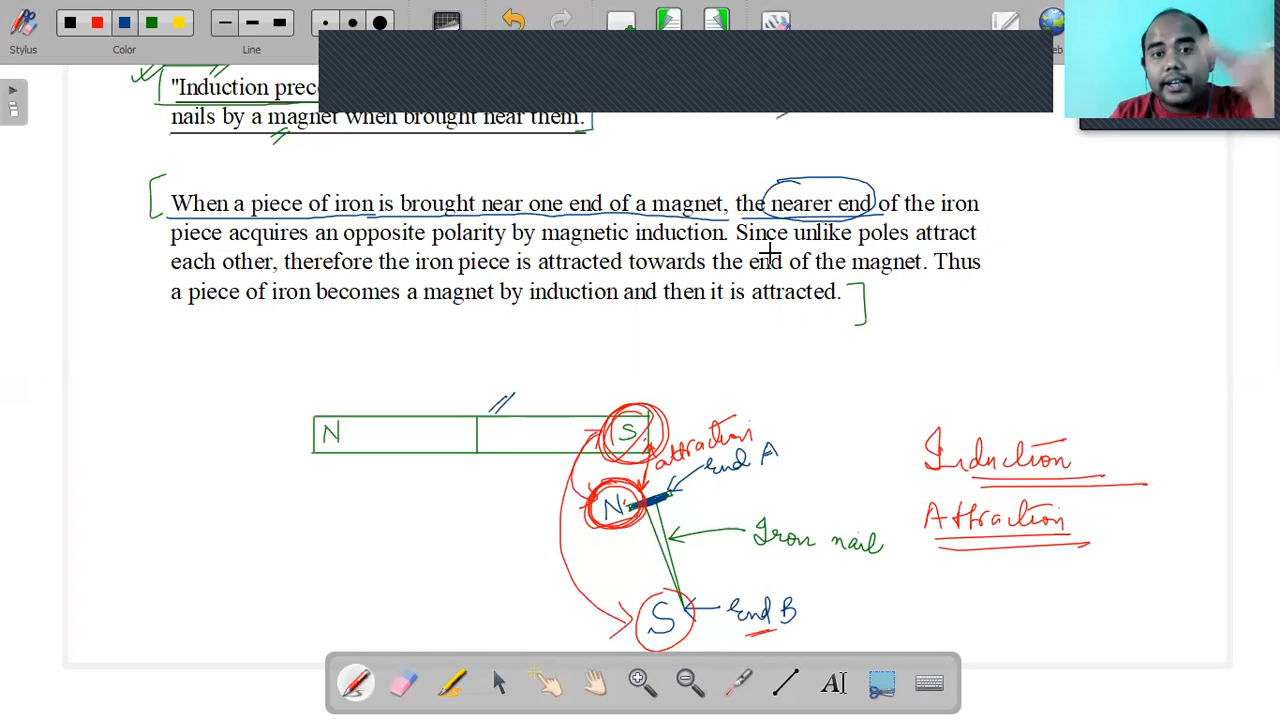 Stylus
Color
Line
"Induction
nails by a magnet when brought near them.
When a piece of iron is brought near one end of a magnet, the nearer end of the iron
piece acquires an opposite polarity by magnetic induction. Since unlike poles attract
each other, therefore the iron piece is attracted towards the end of the magnet. Thus
a piece of iron becomes a magnet by induction and then it is attracted.
N
S
attraction
end A
N
Iron nail
S
end B
Induction
Attraction